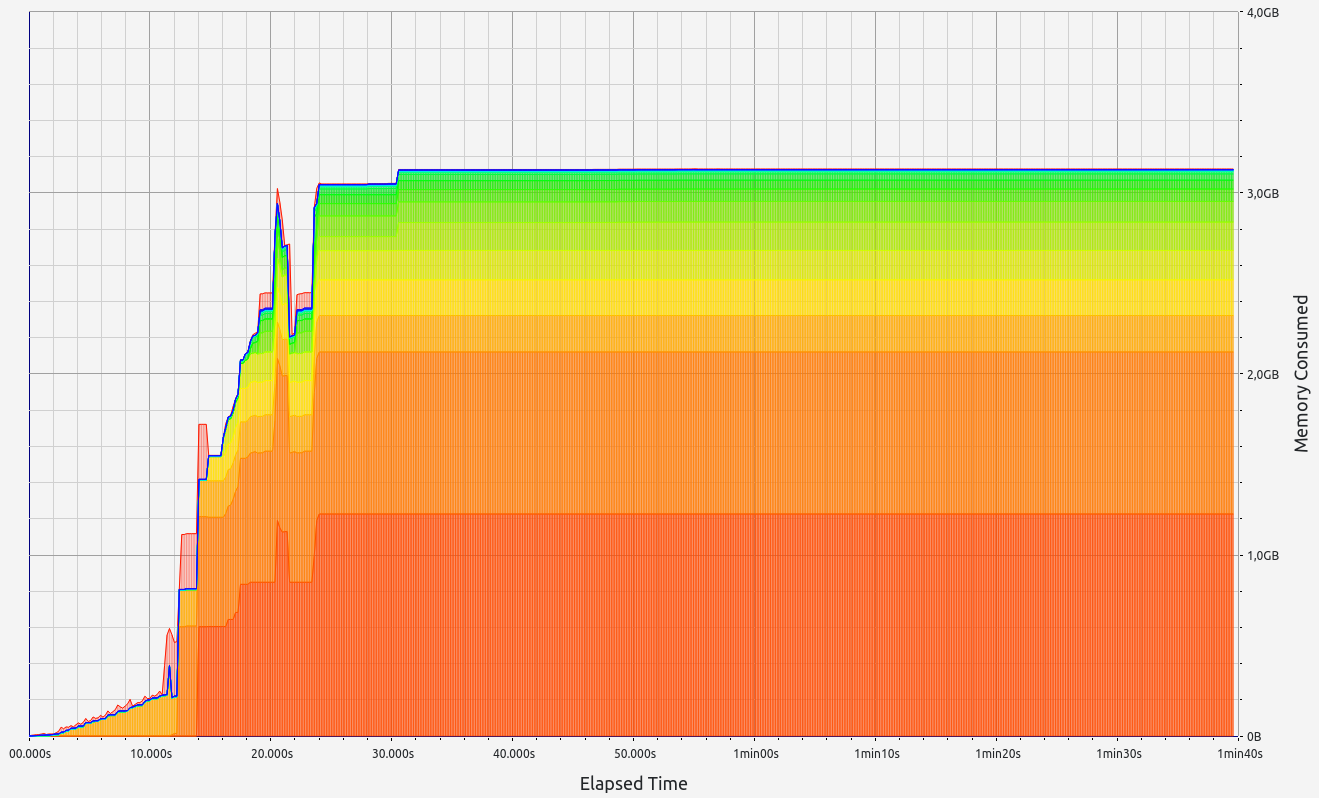 4,0GB
3,0GB
2,0GB
1,0GB
0B
Memory Consumed
00.000s 10.000s 20.000s 30.000s 40.000s 50.000s 1min00s 1min10s 1min20s 1min30s 1min40s
Elapsed Time